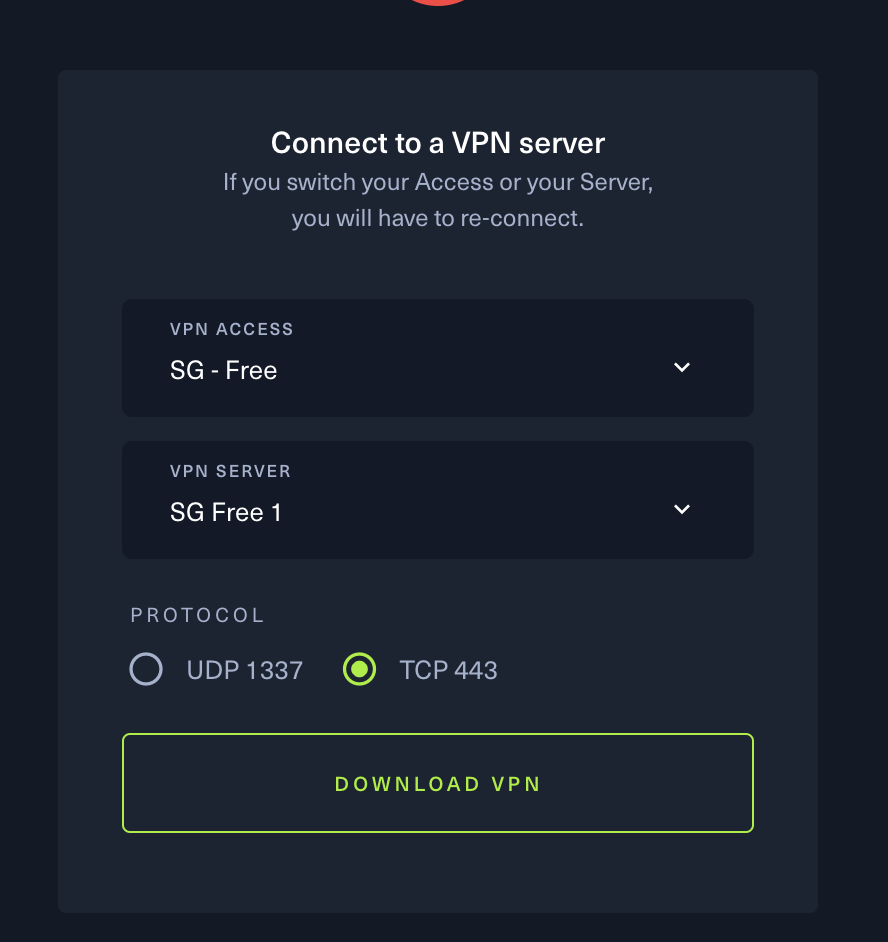 Connect to a VPN server
If you switch your Access or your Server,
you will have to re-connect.
VPN ACCESS
SG - Free
VPN SERVER
SG Free 1
PROTOCOL
UDP 1337 TCP 443
DOWNLOAD VPN